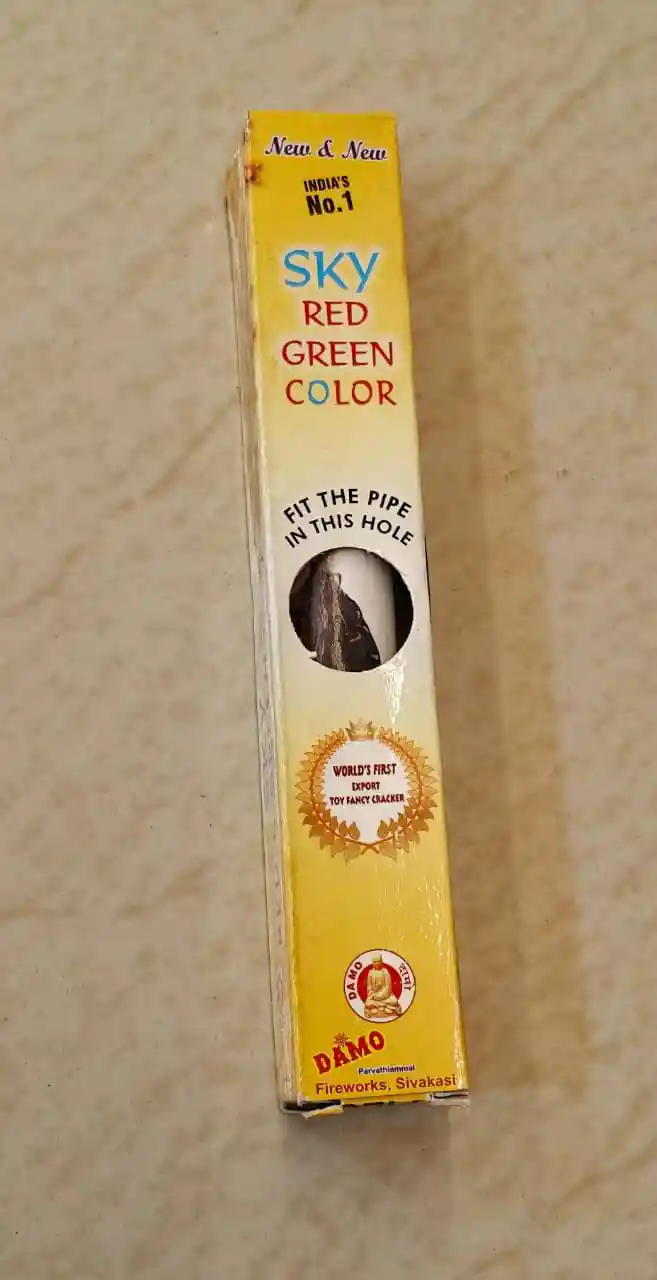 New & New
INDIA'S
No.1
SKY
RED
GREEN
COLOR
FIT THE PIPE
IN THIS HOLE
WORLD'S FIRST
EXPORT
TOY FANCY CRACKER
DAMO दामो
DAMO
Parvathiammal
Fireworks, Sivakasi